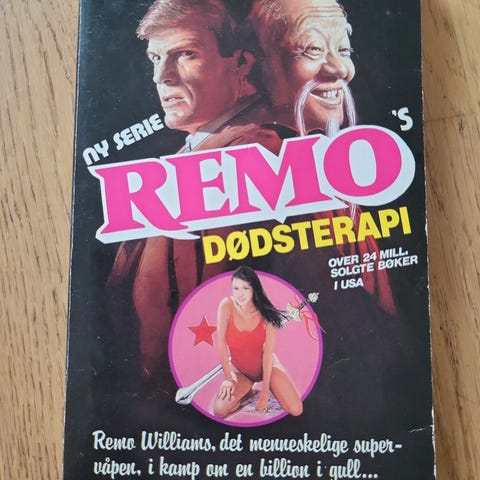 NY SERIE
REMO'S
DØDSTERAPI
OVER 24 MILL.
SOLGTE BØKER
I USA
Remo Williams, det menneskelige super-
våpen, i kamp om en billion i gull...